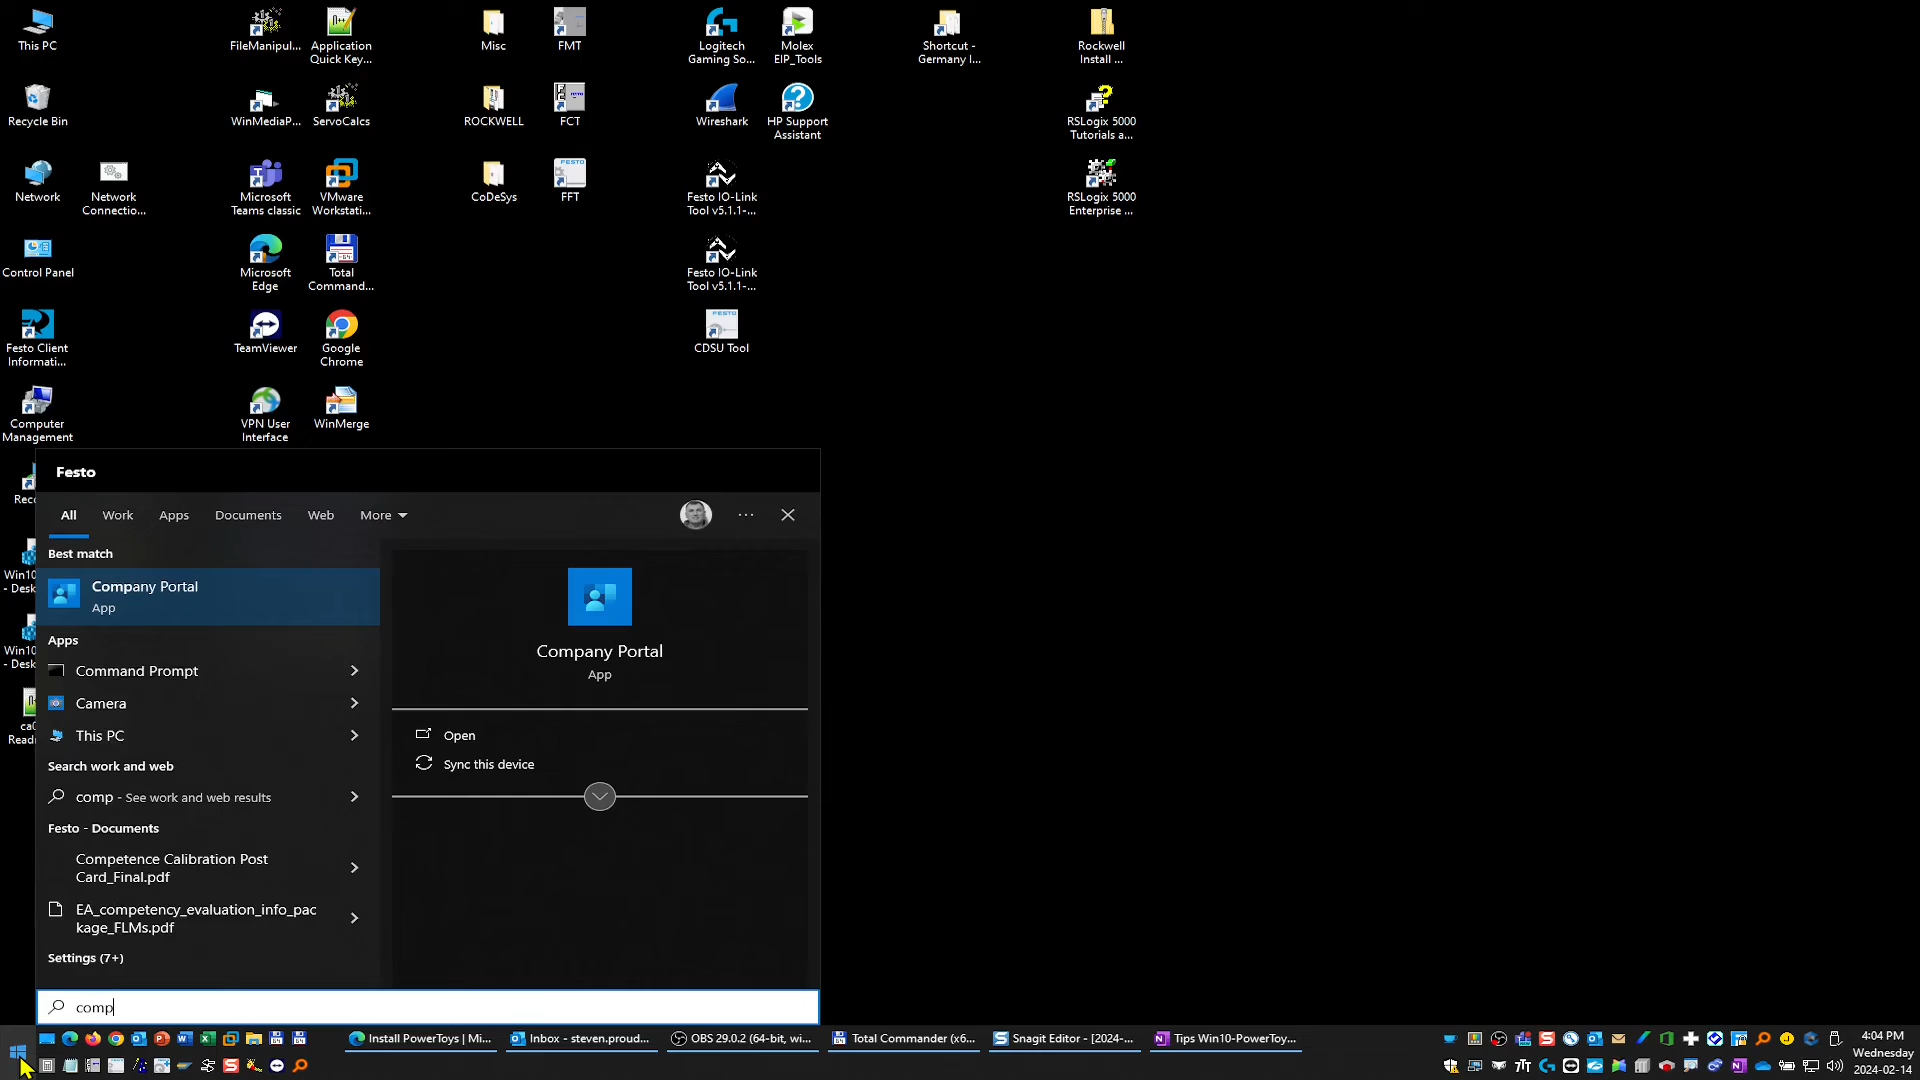 This PC
FileManipul...
Application
Quick Key...
Misc
FMT
Logitech
Gaming So...
Molex
EIP_Tools
Shortcut -
Germany I...
Rockwell
Install ...
Recycle Bin
WinMediaP...
ServoCalcs
ROCKWELL
FCT
Wireshark
HP Support
Assistant
RSLogix 5000
Tutorials a...
Network
Network
Connectio...
Microsoft
Teams classic
VMware
Workstati...
CoDeSys
FFT
Festo IO-Link
Tool v5.1.1-...
RSLogix 5000
Enterprise ...
Control Panel
Microsoft
Edge
Total
Command...
Festo IO-Link
Tool v5.1.1-...
Festo Client
Informati...
TeamViewer
Google
Chrome
CDSU Tool
Computer
Management
VPN User
Interface
WinMerge
Reco
Win10
- Desk
Win10
- Desk
Read
Festo
All Work Apps Documents Web More
Best match
Company Portal
App
Apps
Command Prompt
Camera
This PC
Search work and web
comp - See work and web results
Festo - Documents
Competence Calibration Post
Card_Final.pdf
EA_competency_evaluation_info_pac
kage_FLMs.pdf
Settings (7+)
Company Portal
App
Open
Sync this device
comp
Install PowerToys | Mi...
Inbox - steven.proud...
OBS 29.0.2 (64-bit, wi...
Total Commander (x6...
Snagit Editor - [2024-...
Tips Win10-PowerToy...
4:04 PM
Wednesday
2024-02-14